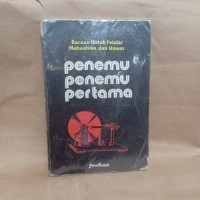 Bacaan Untuk Pelajar
Mahasiswa dan Umum
penemu
penemu
pertama